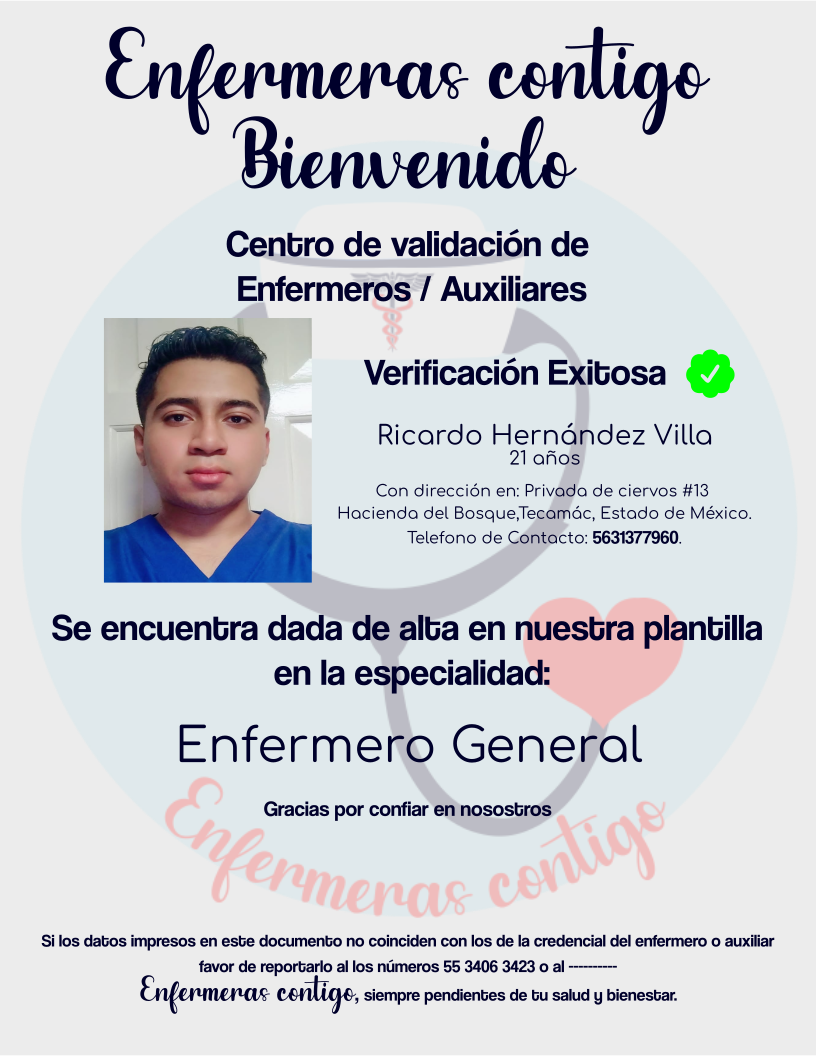 Enfermeras contigo
Bienvenido
Centro de validación de
Enfermeros / Auxiliares
Verificación Exitosa
Ricardo Hernández Villa
21 años
Con dirección en: Privada de ciervos #13
Hacienda del Bosque,Tecamác, Estado de México.
Telefono de Contacto: 5631377960.
Se encuentra dada de alta en nuestra plantilla
en la especialidad:
Enfermero General
Gracias por confiar en nosostros
Enfermeras contigo
Si los datos impresos en este documento no coinciden con los de la credencial del enfermero o auxiliar
favor de reportarlo al los números 55 3406 3423 o al ----------
Enfermeras contigo, siempre pendientes de tu salud y bienestar.